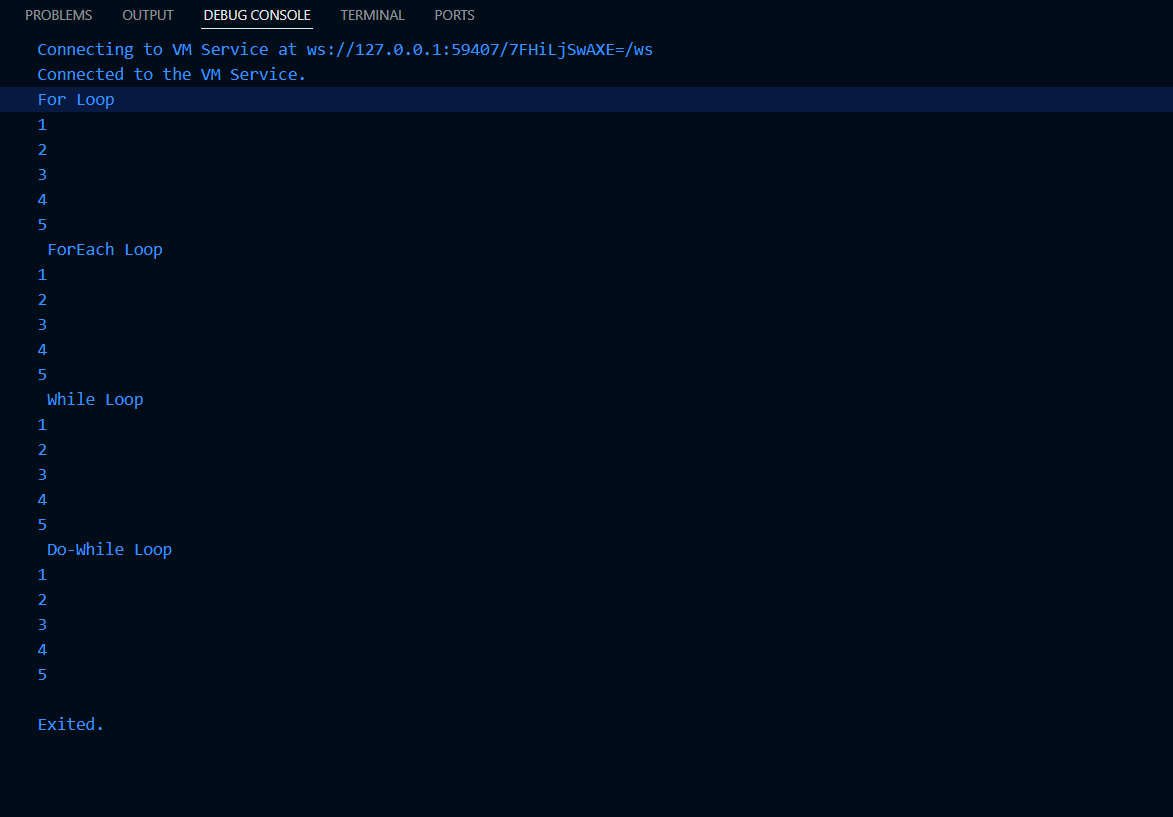 PROBLEMS OUTPUT DEBUG CONSOLE TERMINAL PORTS
Connecting to VM Service at ws://127.0.0.1:59407/7FHiLjSwAXE=/ws
Connected to the VM Service.
For Loop
1
2
3
4
5
ForEach Loop
1
2
3
4
5
While Loop
1
2
3
4
5
Do-While Loop
1
2
3
4
5
Exited.